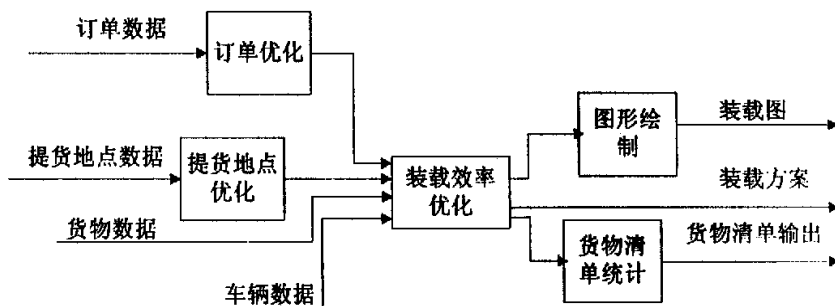 订单数据
订单优化
提货地点数据
提货地点
优化
货物数据
车辆数据
装载效率
优化
图形绘
制
装载图
装载方案
货物清
单统计
货物清单输出